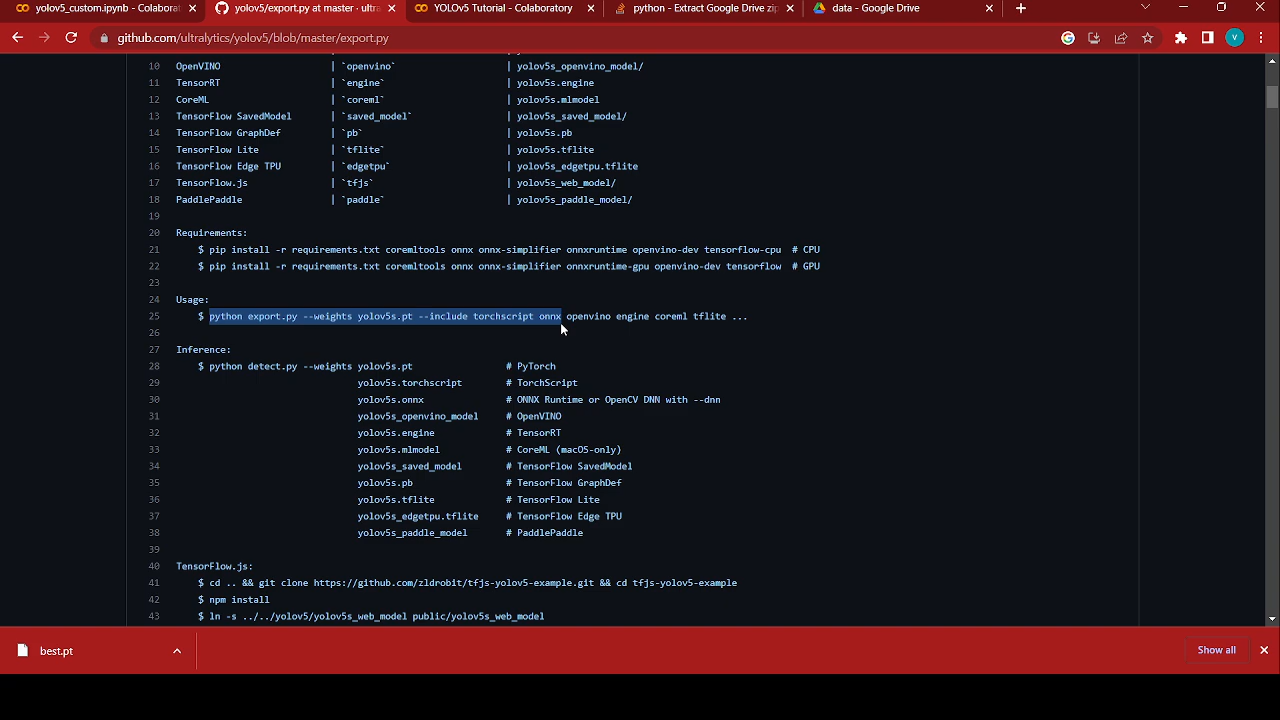 yolov5_custom.ipynb - Colaborat
yolov5/export.py at master · ultra
YOLOv5 Tutorial - Colaboratory
python - Extract Google Drive zip
data - Google Drive
github.com/ultralytics/yolov5/blob/master/export.py
V
10 OpenVINO | `openvino` | yolov5s_openvino_model/
11 TensorRT | `engine` | yolov5s.engine
12 CoreML | `coreml` | yolov5s.mlmodel
13 TensorFlow SavedModel | `saved_model` | yolov5s_saved_model/
14 TensorFlow GraphDef | `pb` | yolov5s.pb
15 TensorFlow Lite | `tflite` | yolov5s.tflite
16 TensorFlow Edge TPU | `edgetpu` | yolov5s_edgetpu.tflite
17 TensorFlow.js | `tfjs` | yolov5s_web_model/
18 PaddlePaddle | `paddle` | yolov5s_paddle_model/
19
20 Requirements:
21 $ pip install -r requirements.txt coremltools onnx onnx-simplifier onnxruntime openvino-dev tensorflow-cpu # CPU
22 $ pip install -r requirements.txt coremltools onnx onnx-simplifier onnxruntime-gpu openvino-dev tensorflow # GPU
23
24 Usage:
25 $ python export.py --weights yolov5s.pt --include torchscript onnx openvino engine coreml tflite ...
26
27 Inference:
28 $ python detect.py --weights yolov5s.pt # PyTorch
29 yolov5s.torchscript # TorchScript
30 yolov5s.onnx # ONNX Runtime or OpenCV DNN with --dnn
31 yolov5s_openvino_model # OpenVINO
32 yolov5s.engine # TensorRT
33 yolov5s.mlmodel # CoreML (macOS-only)
34 yolov5s_saved_model # TensorFlow SavedModel
35 yolov5s.pb # TensorFlow GraphDef
36 yolov5s.tflite # TensorFlow Lite
37 yolov5s_edgetpu.tflite # TensorFlow Edge TPU
38 yolov5s_paddle_model # PaddlePaddle
39
40 TensorFlow.js:
41 $ cd .. && git clone https://github.com/zldrobit/tfjs-yolov5-example.git && cd tfjs-yolov5-example
42 $ npm install
43 $ ln -s ../../yolov5/yolov5s_web_model public/yolov5s_web_model
best.pt
Show all